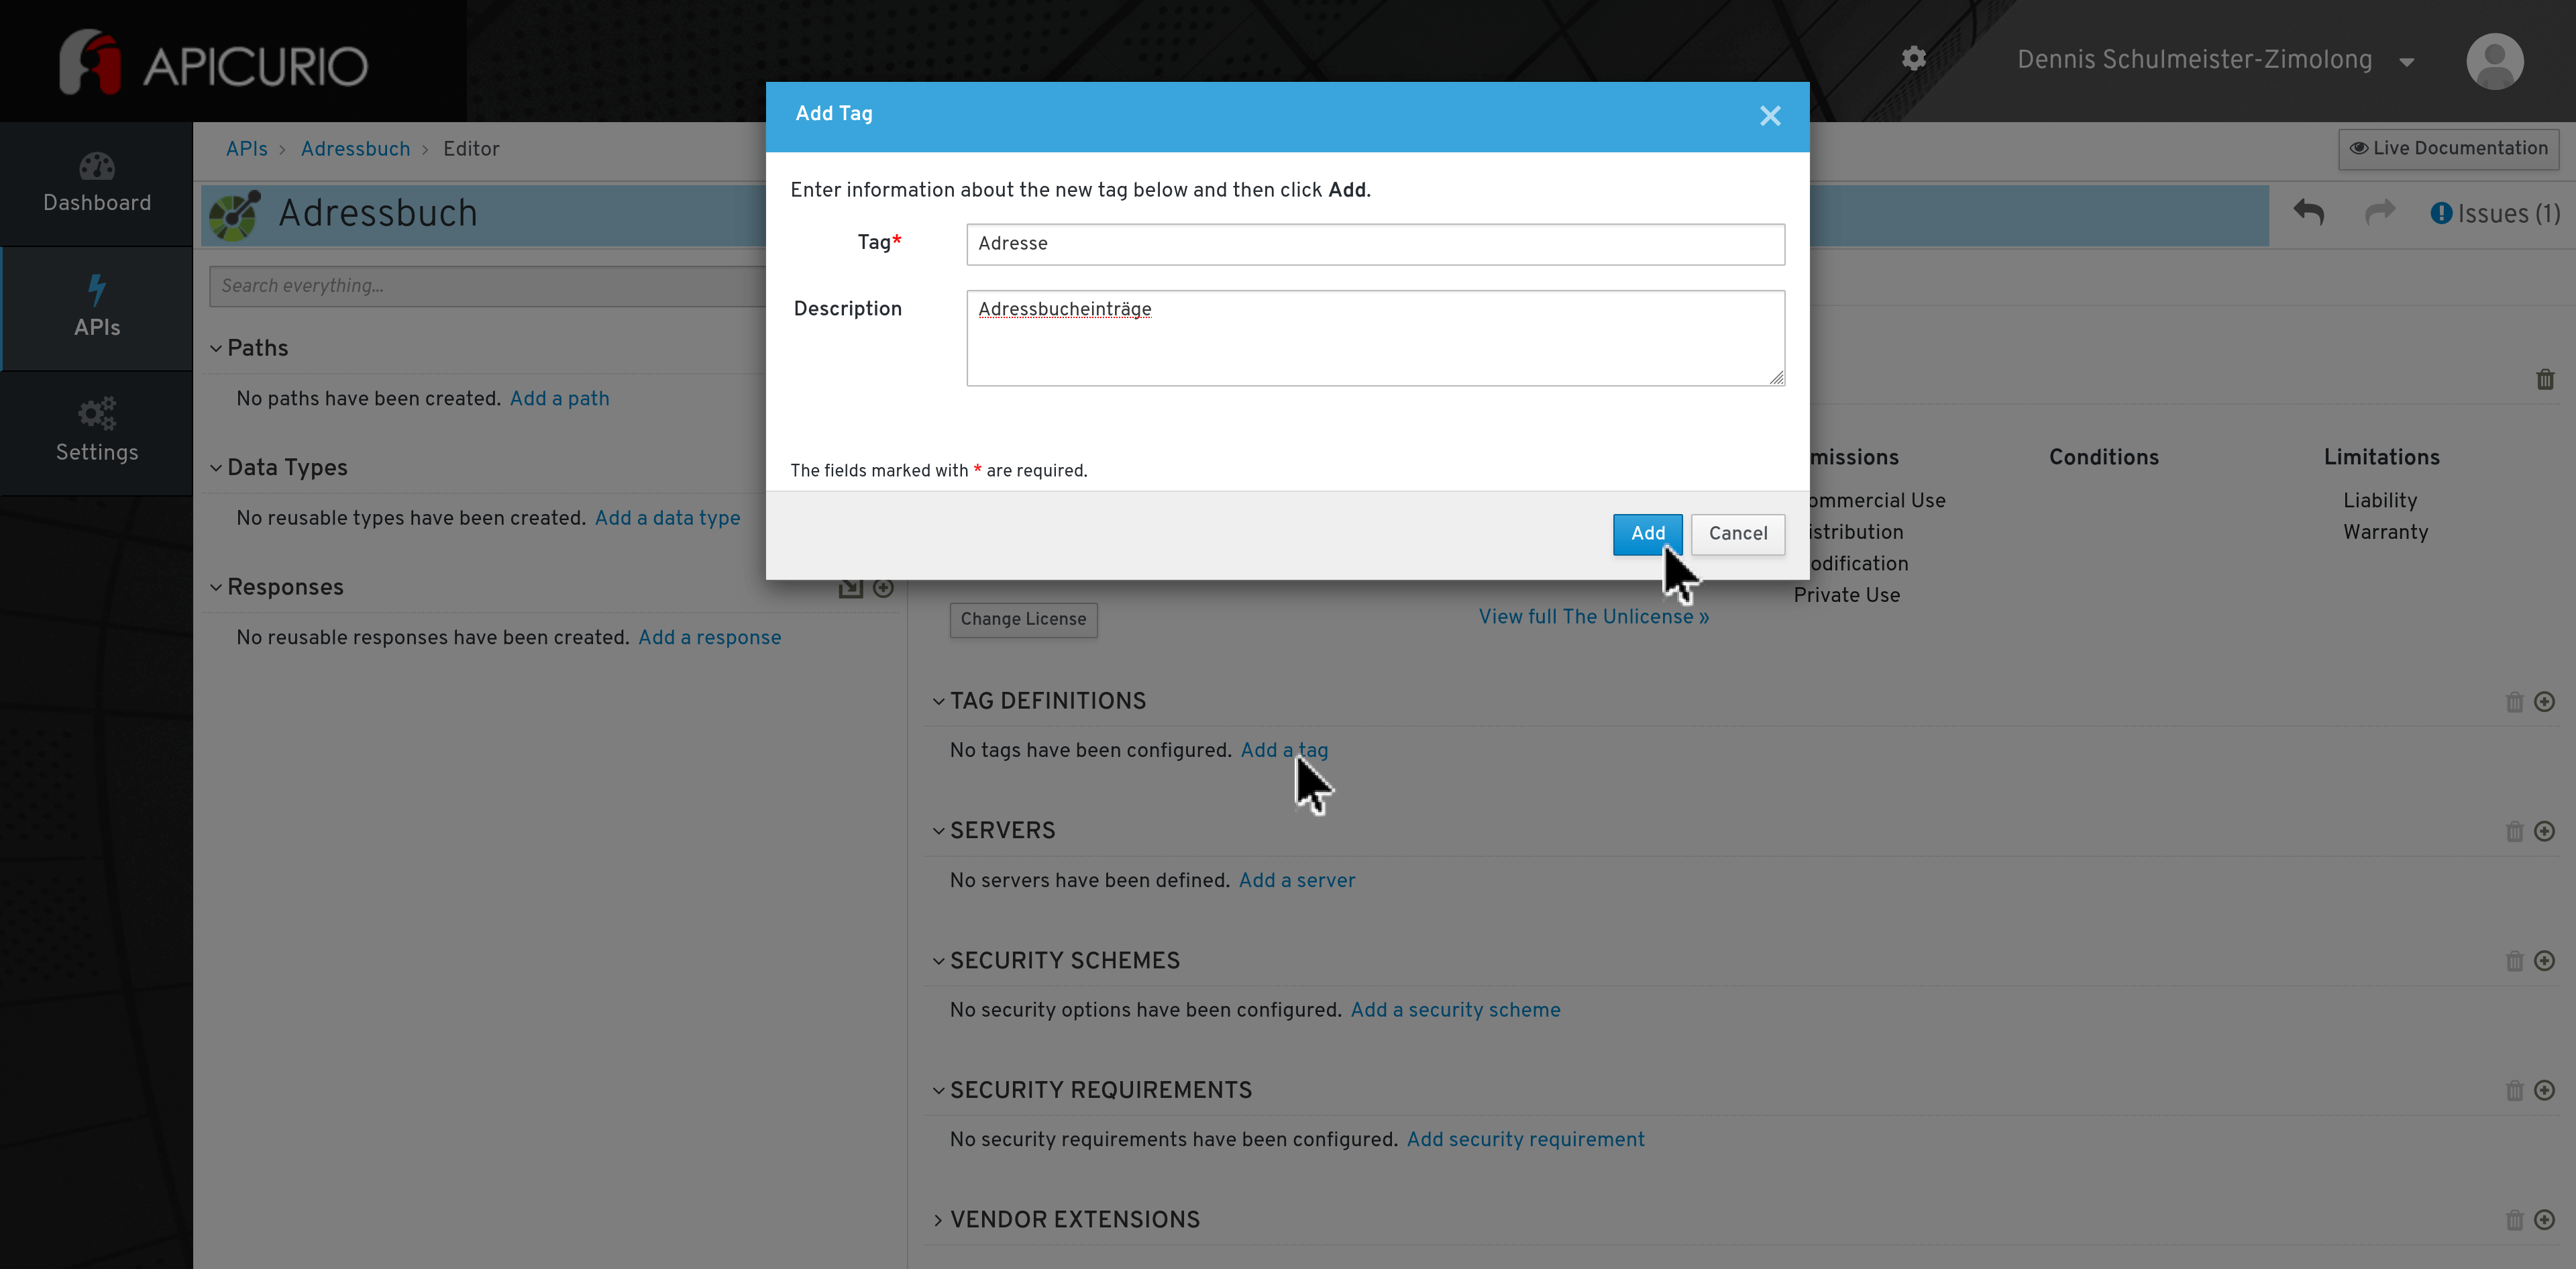 APICURIO
Dennis Schulmeister-Zimolong
Add Tag
Dashboard
APIs
Settings
APIs > Adressbuch > Editor
Live Documentation
Adressbuch
Issues (1)
Search everything...
Enter information about the new tag below and then click Add.
Tag* Adresse
Description Adressbucheinträge
The fields marked with * are required.
Add Cancel
Paths
No paths have been created. Add a path
Data Types
No reusable types have been created. Add a data type
Responses
No reusable responses have been created. Add a response
missions Conditions Limitations
ommercial Use Liability
istribution Warranty
odification
Private Use
Change License
View full The Unlicense »
TAG DEFINITIONS
No tags have been configured. Add a tag
SERVERS
No servers have been defined. Add a server
SECURITY SCHEMES
No security options have been configured. Add a security scheme
SECURITY REQUIREMENTS
No security requirements have been configured. Add security requirement
VENDOR EXTENSIONS